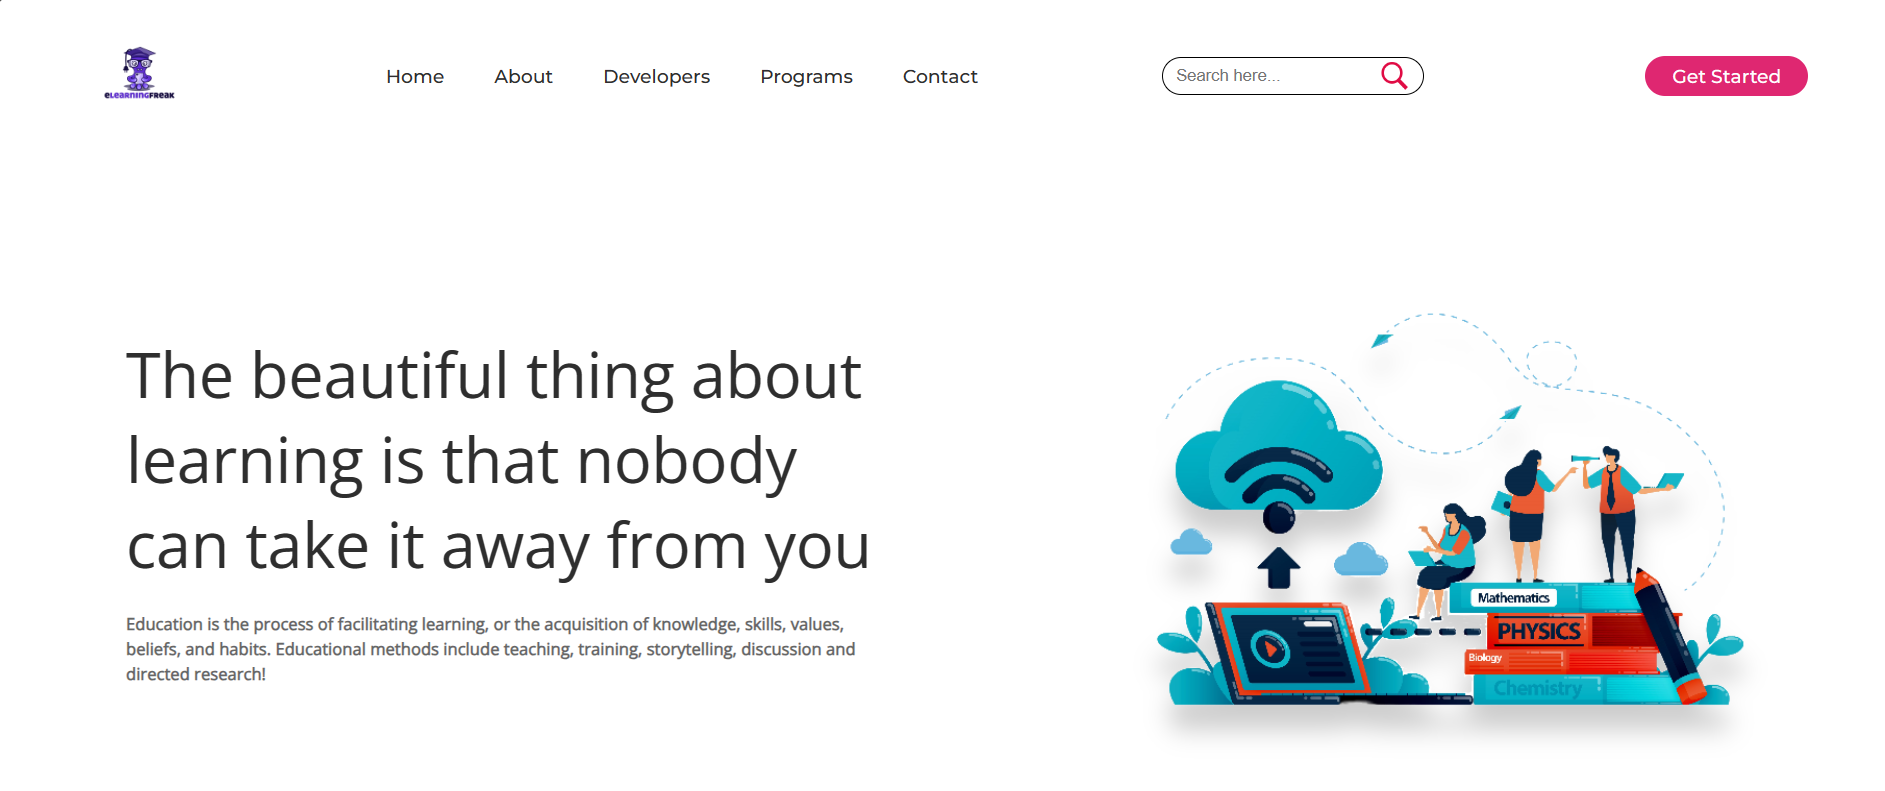 eLearningFreak
Home
About
Developers
Programs
Contact
Search here...
Get Started
The beautiful thing about
learning is that nobody
can take it away from you
Education is the process of facilitating learning, or the acquisition of knowledge, skills, values,
beliefs, and habits. Educational methods include teaching, training, storytelling, discussion and
directed research!
Mathematics
PHYSICS
Biology
Chemistry